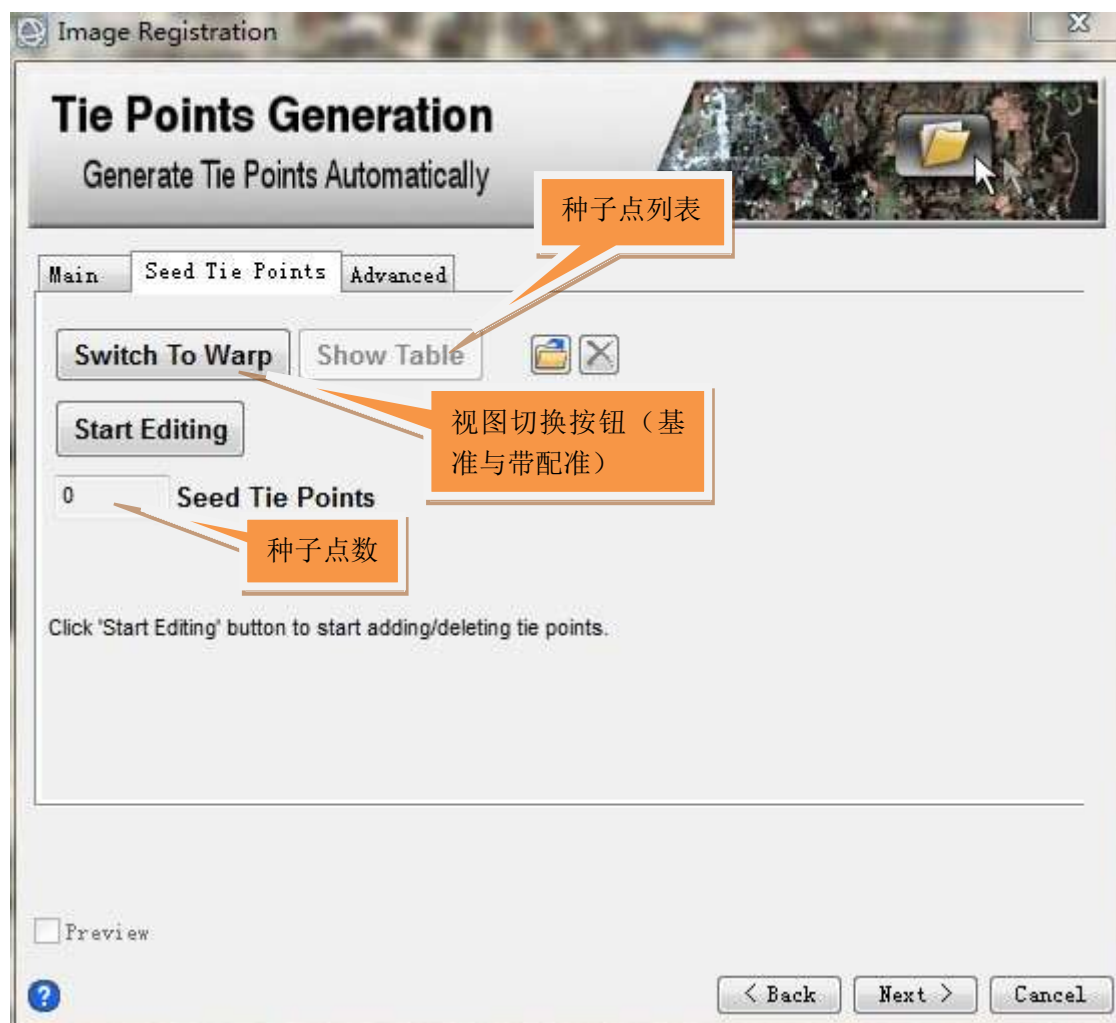 Image Registration
Tie Points Generation
Generate Tie Points Automatically
种子点列表
Main
Seed Tie Points
Advanced
Switch To Warp
Show Table
Start Editing
视图切换按钮（基
准与带配准）
0
Seed Tie Points
种子点数
Click 'Start Editing' button to start adding/deleting tie points.
Preview
?
< Back
Next >
Cancel